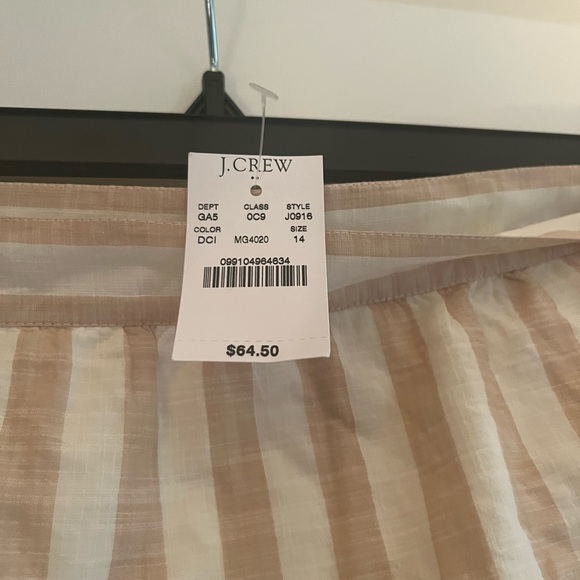 J.CREW
DEPT CLASS STYLE
GA5 0C9 J0916
COLOR SIZE
DCI MG4020 14
099104964634
$64.50